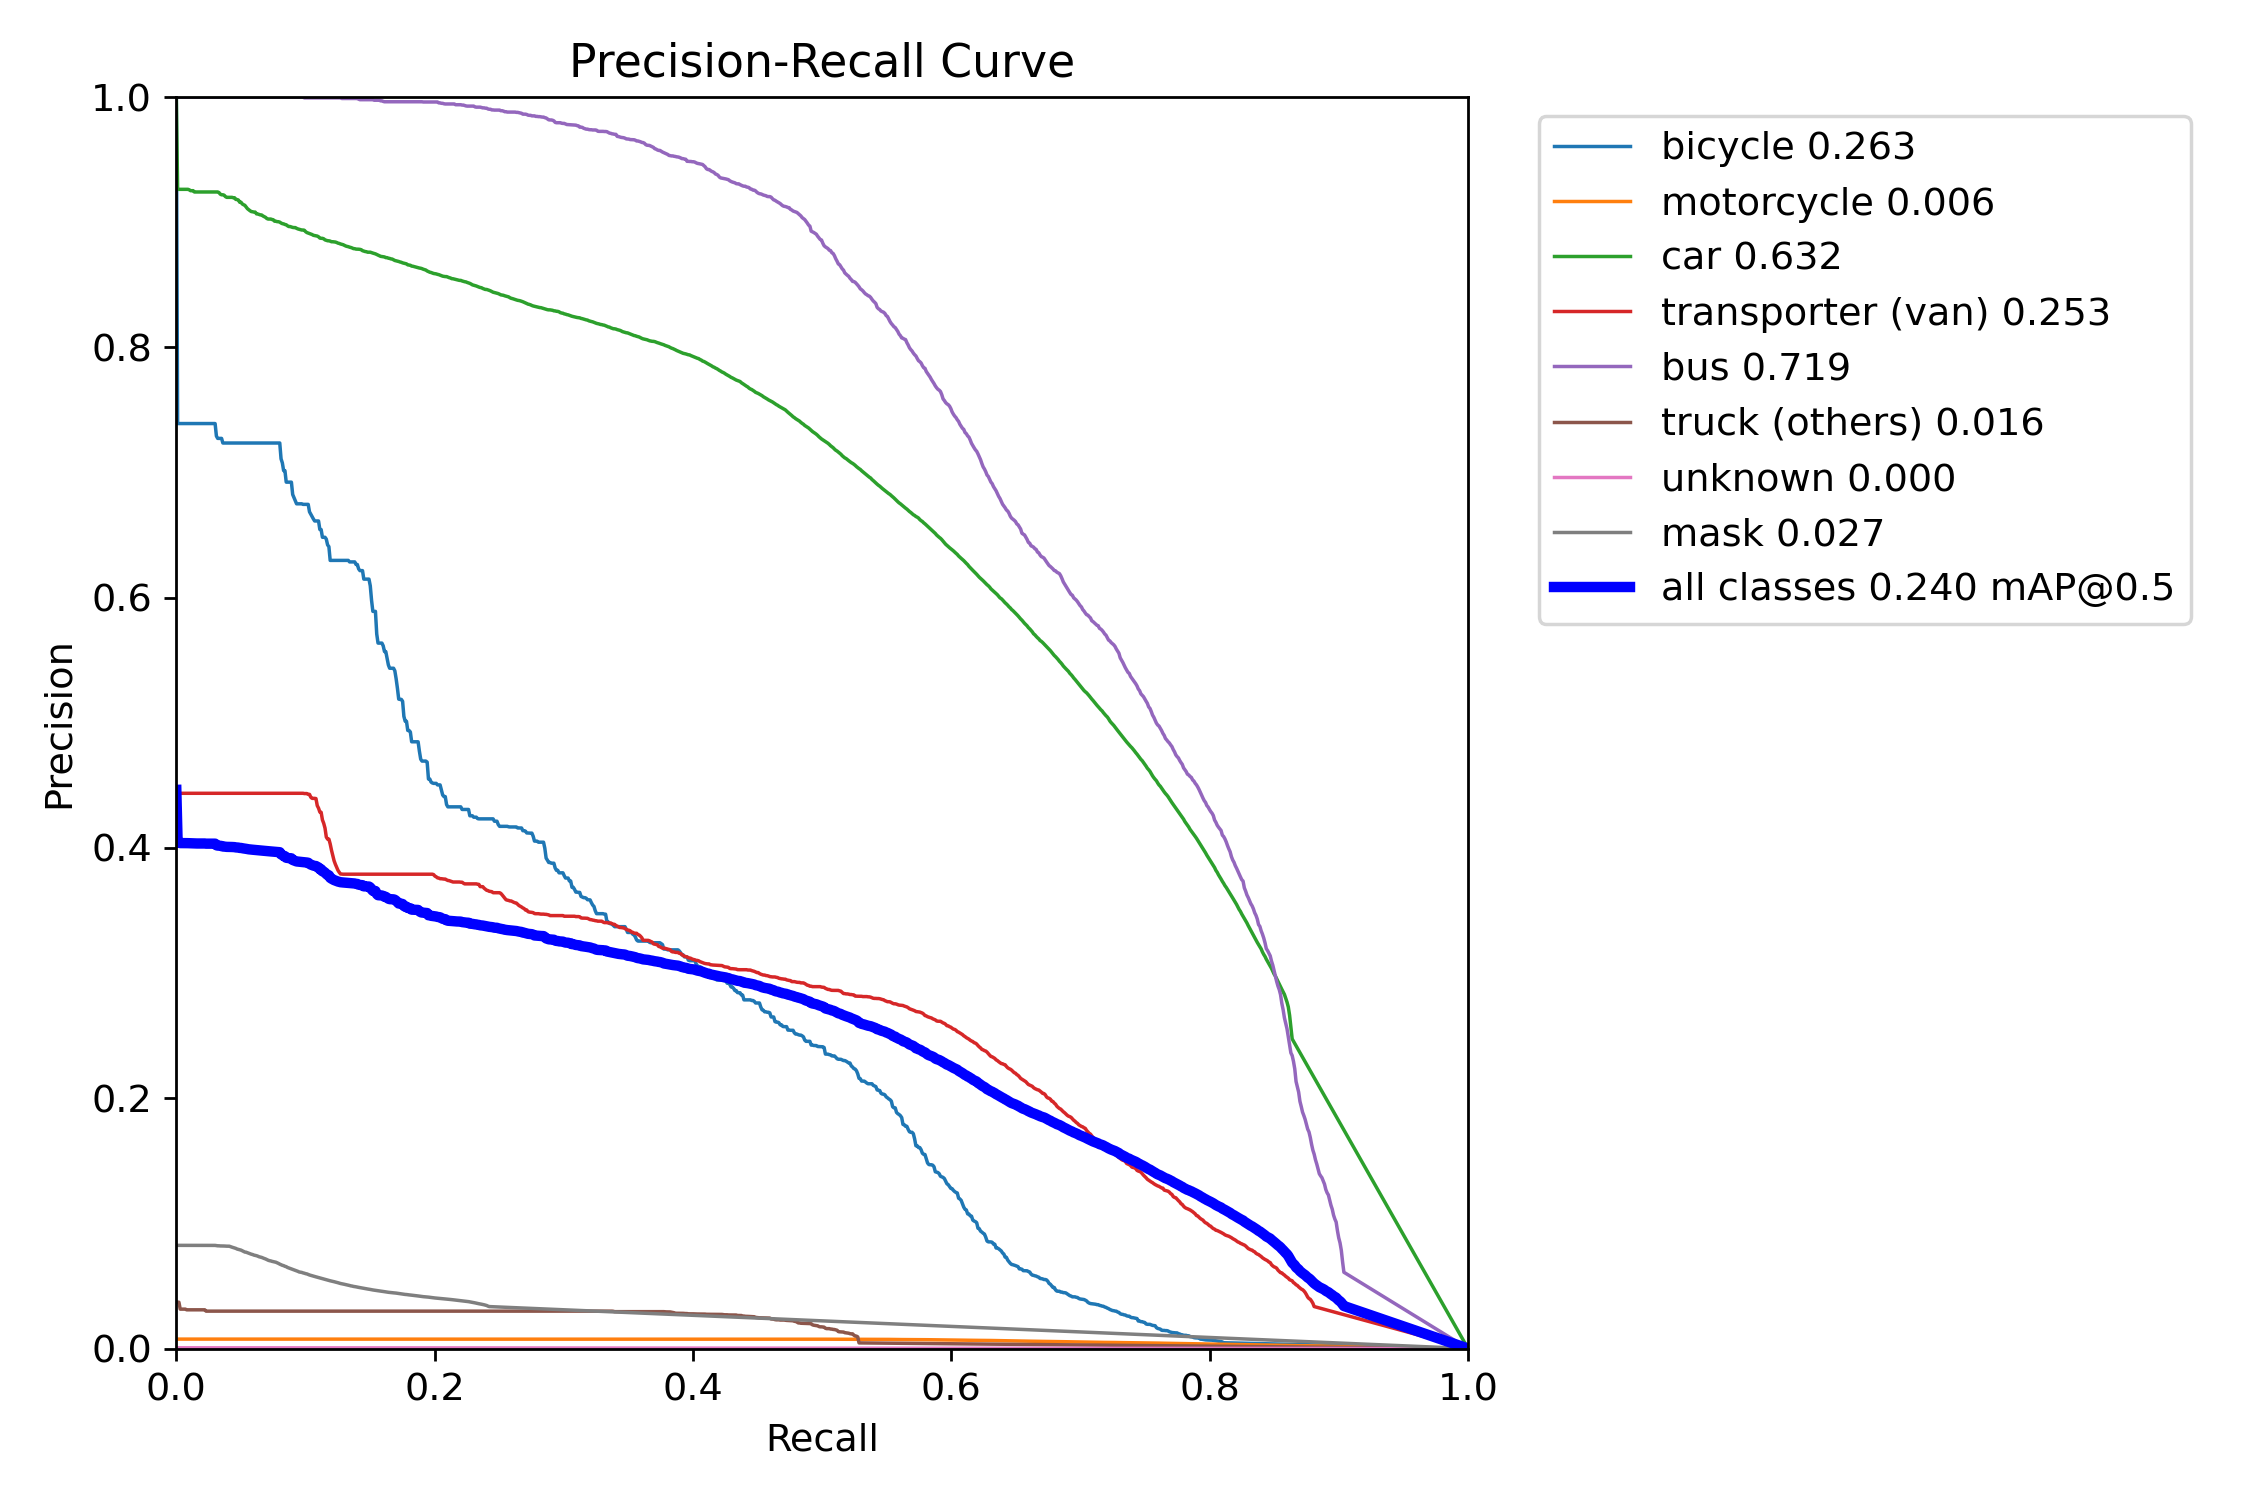 Precision-Recall Curve
1.0
0.8
0.6
0.4
0.2
0.0
Precision
0.0 0.2 0.4 0.6 0.8 1.0
Recall
bicycle 0.263
motorcycle 0.006
car 0.632
transporter (van) 0.253
bus 0.719
truck (others) 0.016
unknown 0.000
mask 0.027
all classes 0.240 mAP@0.5